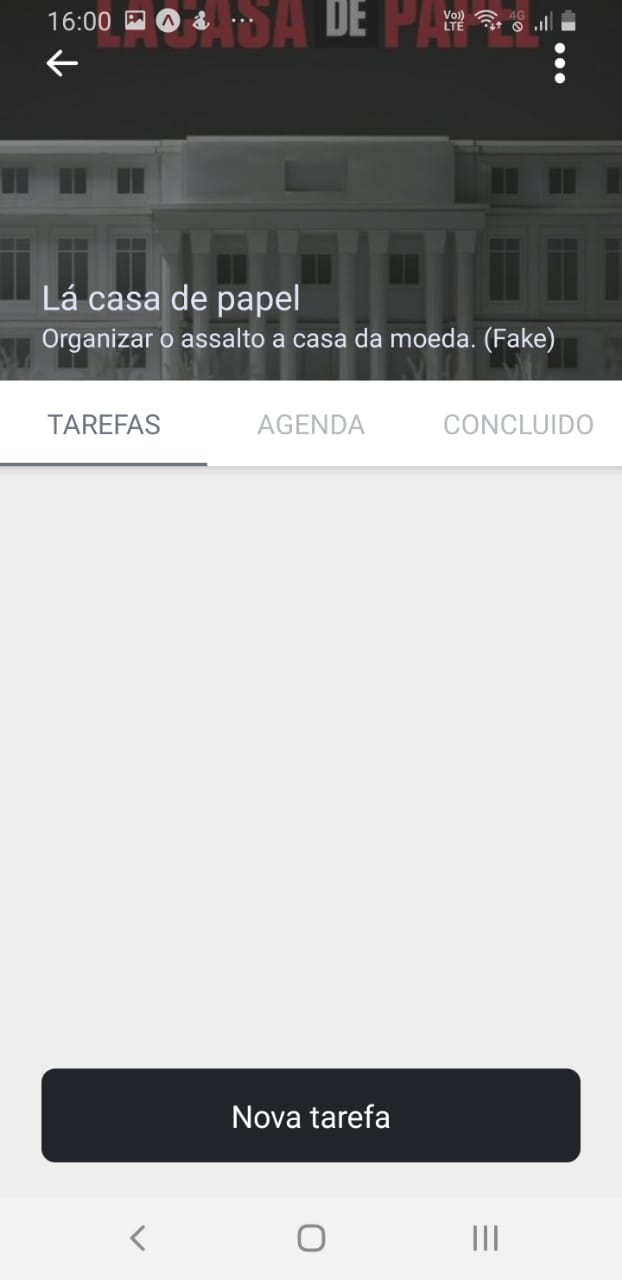 16:00
Vo))
LTE
4G
LA CASA DE PAPEL
Lá casa de papel
Organizar o assalto a casa da moeda. (Fake)
TAREFAS
AGENDA
CONCLUIDO
Nova tarefa